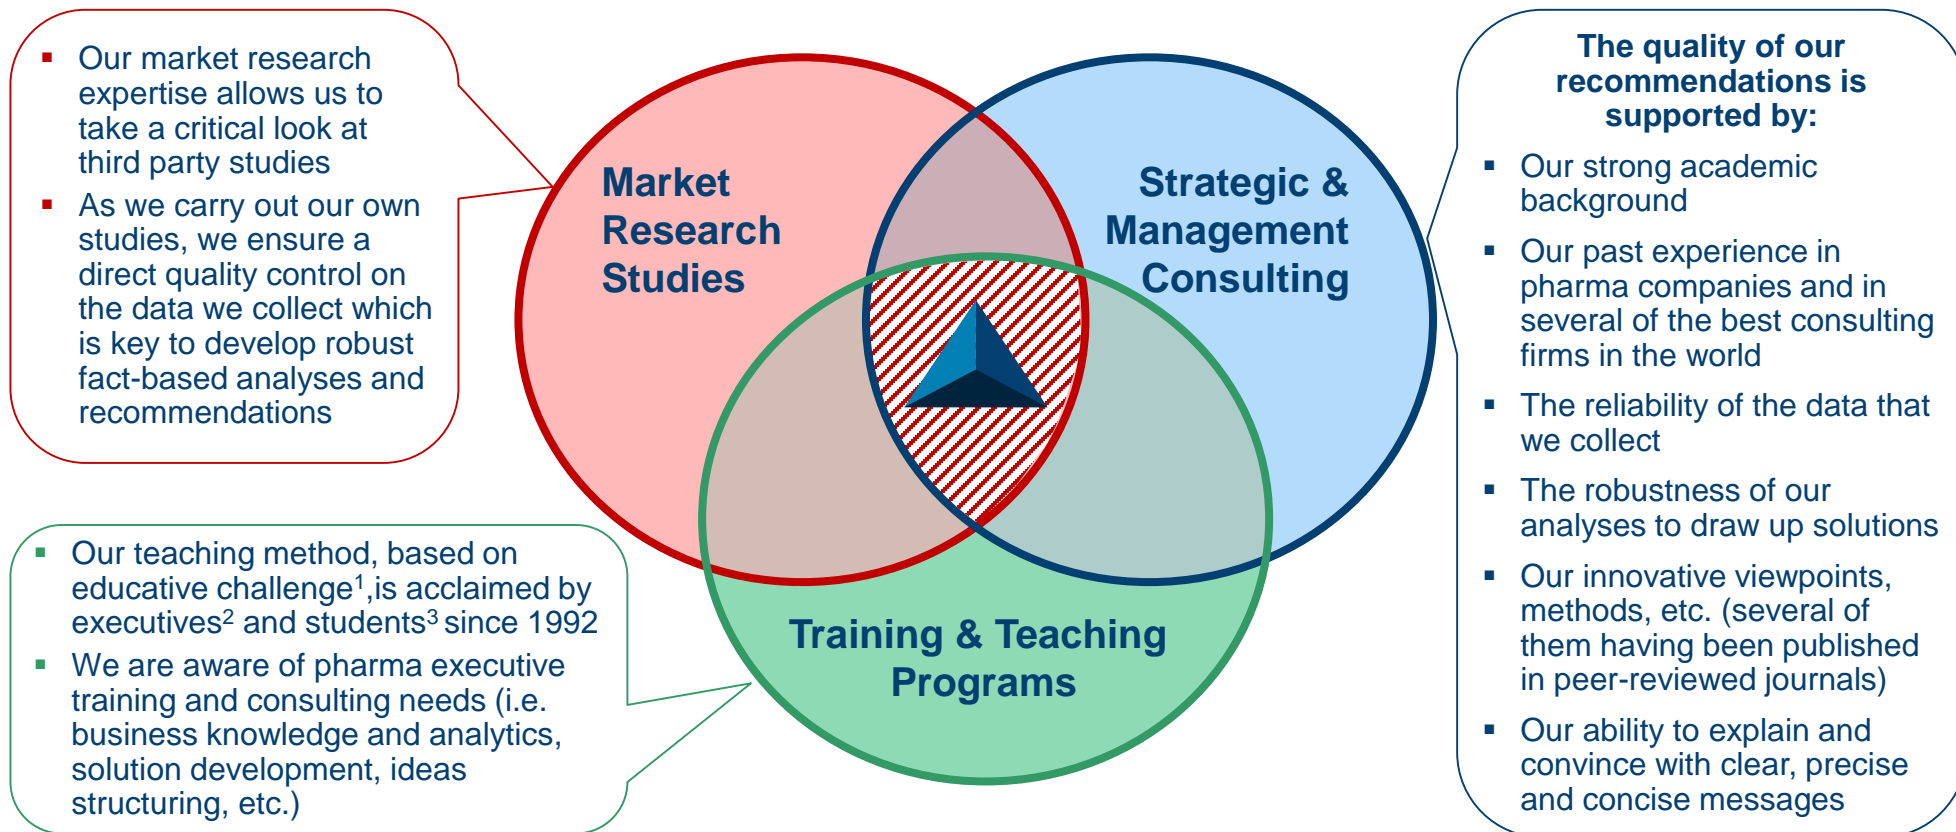 ▪ Our market research
expertise allows us to
take a critical look at
third party studies
▪ As we carry out our own
studies, we ensure a
direct quality control on
the data we collect which
is key to develop robust
fact-based analyses and
recommendations
Market
Research
Studies
Strategic &
Management
Consulting
Training & Teaching
Programs
▪ Our teaching method, based on
educative challenge¹,is acclaimed by
executives² and students³ since 1992
▪ We are aware of pharma executive
training and consulting needs (i.e.
business knowledge and analytics,
solution development, ideas
structuring, etc.)
The quality of our
recommendations is
supported by:
▪ Our strong academic
background
▪ Our past experience in
pharma companies and in
several of the best consulting
firms in the world
▪ The reliability of the data that
we collect
▪ The robustness of our
analyses to draw up solutions
▪ Our innovative viewpoints,
methods, etc. (several of
them having been published
in peer-reviewed journals)
▪ Our ability to explain and
convince with clear, precise
and concise messages